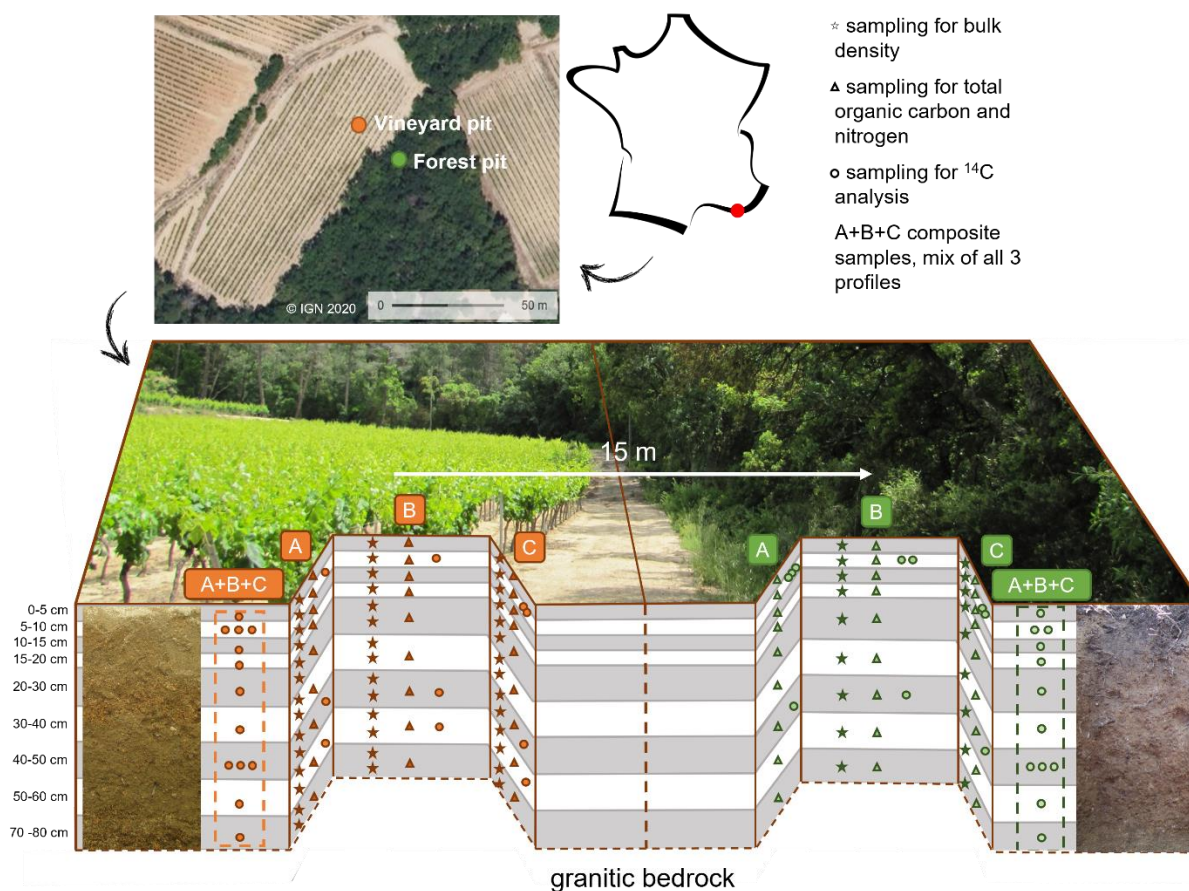 Vineyard pit
Forest pit
© IGN 2020
0
50 m
☆ sampling for bulk
density
△ sampling for total
organic carbon and
nitrogen
○ sampling for ¹⁴C
analysis
A+B+C composite
samples, mix of all 3
profiles
15 m
B
B
A
C
A
C
A+B+C
A+B+C
0-5 cm
5-10 cm
10-15 cm
15-20 cm
20-30 cm
30-40 cm
40-50 cm
50-60 cm
70 -80 cm
granitic bedrock